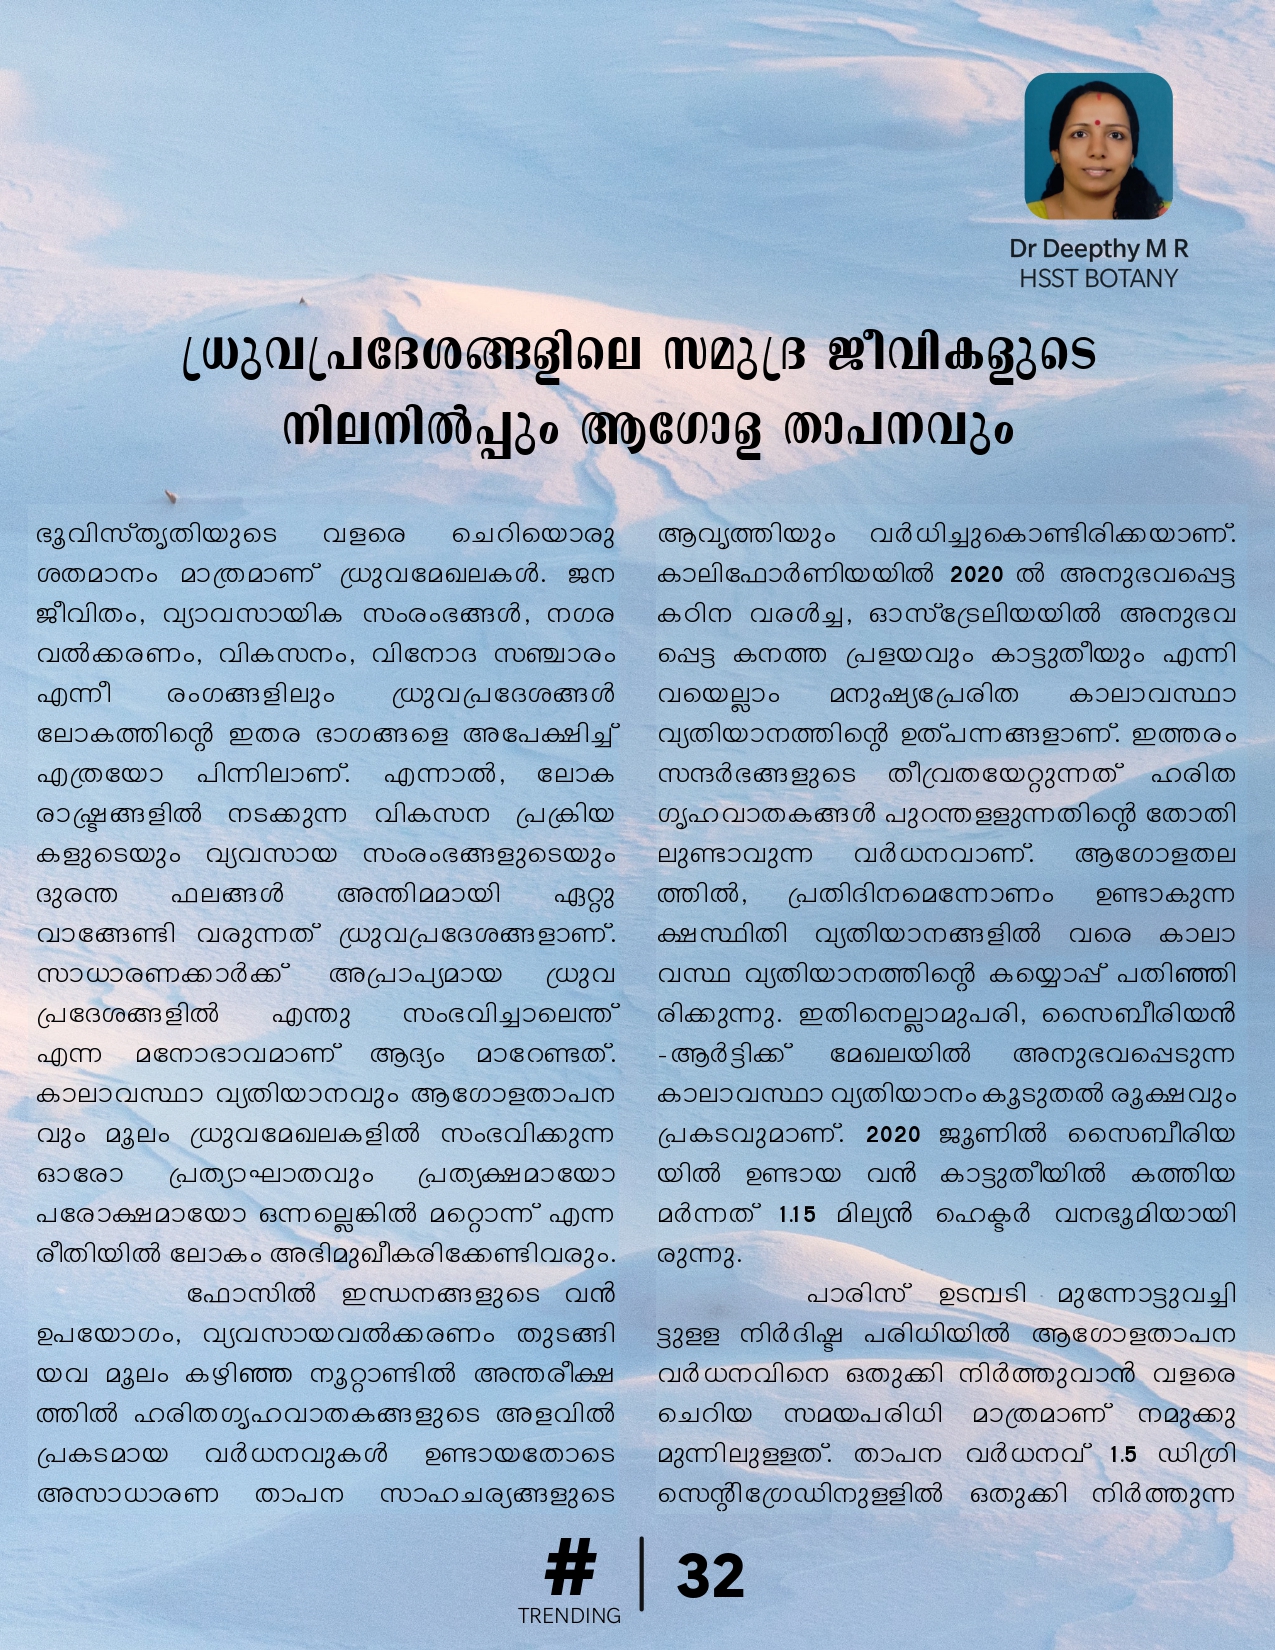 Dr Deepthy M R
HSST BOTANY
ധ്രുവപ്രദേശങ്ങളിലെ സമുദ്ര ജീവികളുടെ
നിലനിൽപ്പും ആഗോള താപനവും
ഭൂവിസ്തൃതിയുടെ വളരെ ചെറിയൊരു
ശതമാനം മാത്രമാണ് ധ്രുവമേഖലകൾ. ജന
ജീവിതം, വ്യാവസായിക സംരംഭങ്ങൾ, നഗര
വൽക്കരണം, വികസനം, വിനോദ സഞ്ചാരം
എന്നീ രംഗങ്ങളിലും ധ്രുവപ്രദേശങ്ങൾ
ലോകത്തിന്റെ ഇതര ഭാഗങ്ങളെ അപേക്ഷിച്ച്
എത്രയോ പിന്നിലാണ്. എന്നാൽ, ലോക
രാഷ്ട്രങ്ങളിൽ നടക്കുന്ന വികസന പ്രക്രിയ
കളുടെയും വ്യവസായ സംരംഭങ്ങളുടെയും
ദുരന്ത ഫലങ്ങൾ അന്തിമമായി ഏറ്റു
വാങ്ങേണ്ടി വരുന്നത് ധ്രുവപ്രദേശങ്ങളാണ്.
സാധാരണക്കാർക്ക് അപ്രാപ്യമായ ധ്രുവ
പ്രദേശങ്ങളിൽ എന്തു സംഭവിച്ചാലെന്ത്
എന്ന മനോഭാവമാണ് ആദ്യം മാറേണ്ടത്.
കാലാവസ്ഥാ വ്യതിയാനവും ആഗോളതാപന
വും മൂലം ധ്രുവമേഖലകളിൽ സംഭവിക്കുന്ന
ഓരോ പ്രത്യാഘാതവും പ്രത്യക്ഷമായോ
പരോക്ഷമായോ ഒന്നല്ലെങ്കിൽ മറ്റൊന്ന് എന്ന
രീതിയിൽ ലോകം അഭിമുഖീകരിക്കേണ്ടിവരും.
ഫോസിൽ ഇന്ധനങ്ങളുടെ വൻ
ഉപയോഗം, വ്യവസായവൽക്കരണം തുടങ്ങി
യവ മൂലം കഴിഞ്ഞ നൂറ്റാണ്ടിൽ അന്തരീക്ഷ
ത്തിൽ ഹരിതഗൃഹവാതകങ്ങളുടെ അളവിൽ
പ്രകടമായ വർധനവുകൾ ഉണ്ടായതോടെ
അസാധാരണ താപന സാഹചര്യങ്ങളുടെ
ആവൃത്തിയും വർധിച്ചുകൊണ്ടിരിക്കയാണ്.
കാലിഫോർണിയയിൽ 2020 ൽ അനുഭവപ്പെട്ട
കഠിന വരൾച്ച, ഓസ്ട്രേലിയയിൽ അനുഭവ
പ്പെട്ട കനത്ത പ്രളയവും കാട്ടുതീയും എന്നി
വയെല്ലാം മനുഷ്യപ്രേരിത കാലാവസ്ഥാ
വ്യതിയാനത്തിന്റെ ഉത്പന്നങ്ങളാണ്. ഇത്തരം
സന്ദർഭങ്ങളുടെ തീവ്രതയേറ്റുന്നത് ഹരിത
ഗൃഹവാതകങ്ങൾ പുറന്തളളുന്നതിന്റെ തോതി
ലുണ്ടാവുന്ന വർധനവാണ്. ആഗോളതല
ത്തിൽ, പ്രതിദിനമെന്നോണം ഉണ്ടാകുന്ന
ക്ഷസ്ഥിതി വ്യതിയാനങ്ങളിൽ വരെ കാലാ
വസ്ഥ വ്യതിയാനത്തിന്റെ കയ്യൊപ്പ് പതിഞ്ഞി
രിക്കുന്നു. ഇതിനെല്ലാമുപരി, സൈബീരിയൻ
-ആർട്ടിക്ക് മേഖലയിൽ അനുഭവപ്പെടുന്ന
കാലാവസ്ഥാ വ്യതിയാനം കൂടുതൽ രൂക്ഷവും
പ്രകടവുമാണ്. 2020 ജൂണിൽ സൈബീരിയ
യിൽ ഉണ്ടായ വൻ കാട്ടുതീയിൽ കത്തിയ
മർന്നത് 1.15 മില്യൻ ഹെക്ടർ വനഭൂമിയായി
രുന്നു.
പാരിസ് ഉടമ്പടി മുന്നോട്ടുവച്ചി
ട്ടുളള നിർദിഷ്ട പരിധിയിൽ ആഗോളതാപന
വർധനവിനെ ഒതുക്കി നിർത്തുവാൻ വളരെ
ചെറിയ സമയപരിധി മാത്രമാണ് നമുക്കു
മുന്നിലുളളത്. താപന വർധനവ് 1.5 ഡിഗ്രി
സെന്റിഗ്രേഡിനുളളിൽ ഒതുക്കി നിർത്തുന്ന
# | 32
TRENDING